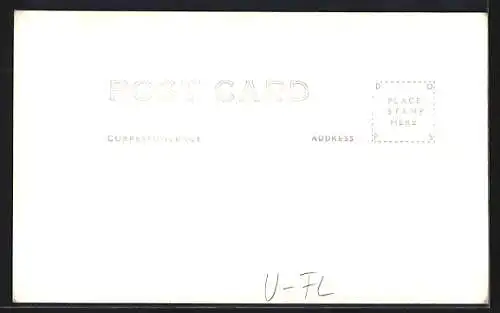 POST CARD
D O
PLACE
STAMP
HERE
P S
CORRESPONDENCE ADDRESS
U-FL